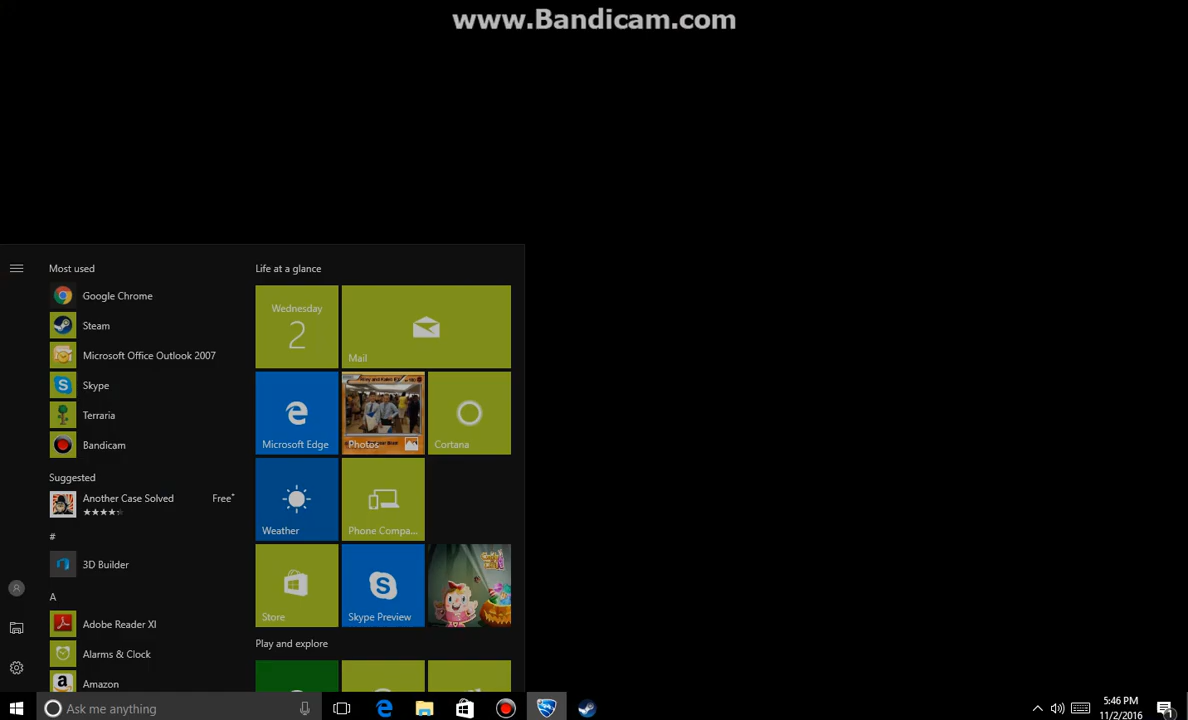 www.Bandicam.com
Most used
Google Chrome
Steam
Microsoft Office Outlook 2007
Skype
Terraria
Bandicam
Suggested
Another Case Solved Free*
#
3D Builder
A
Adobe Reader XI
Alarms & Clock
Amazon
Life at a glance
Wednesday
2
Mail
Microsoft Edge
Photos
Cortana
Weather
Phone Compa...
Store
Skype Preview
Play and explore
Ask me anything
5:46 PM
11/2/2016
1